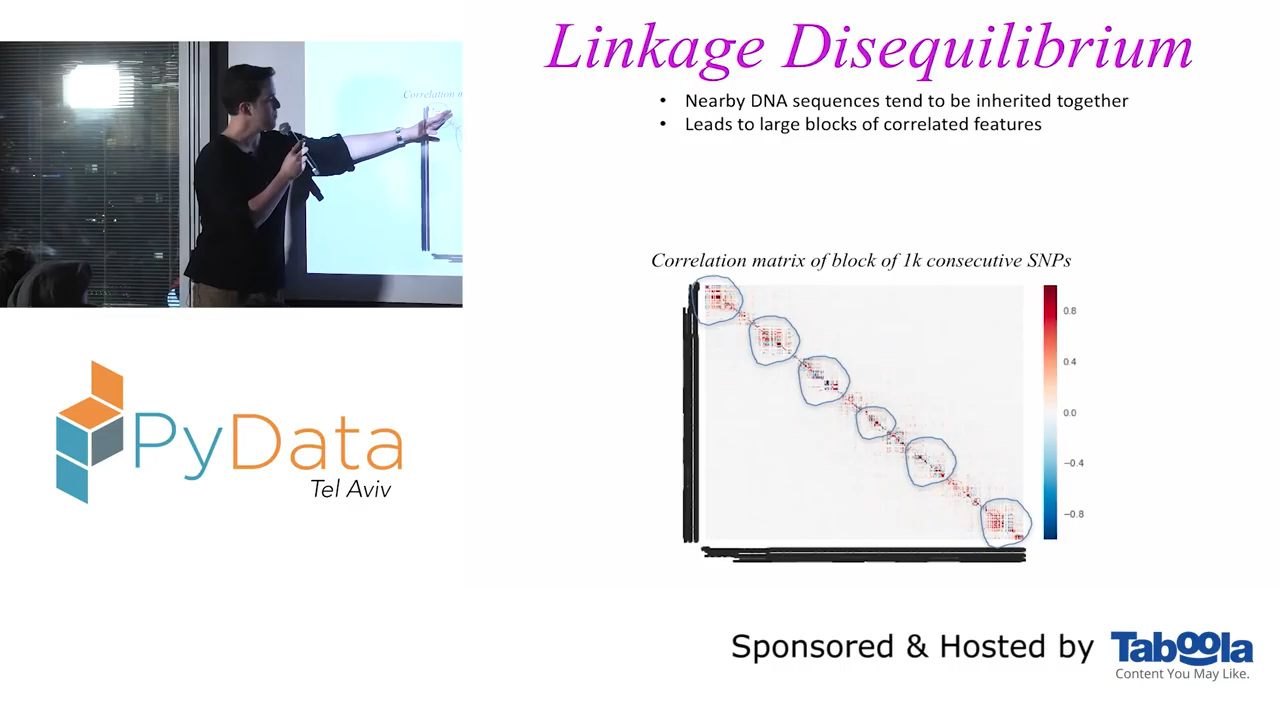 Linkage Disequilibrium
• Nearby DNA sequences tend to be inherited together
• Leads to large blocks of correlated features
Correlation m
Correlation matrix of block of 1k consecutive SNPs
0.8
0.4
0.0
−0.4
−0.8
PyData
Tel Aviv
Sponsored & Hosted by Taboola
Content You May Like.